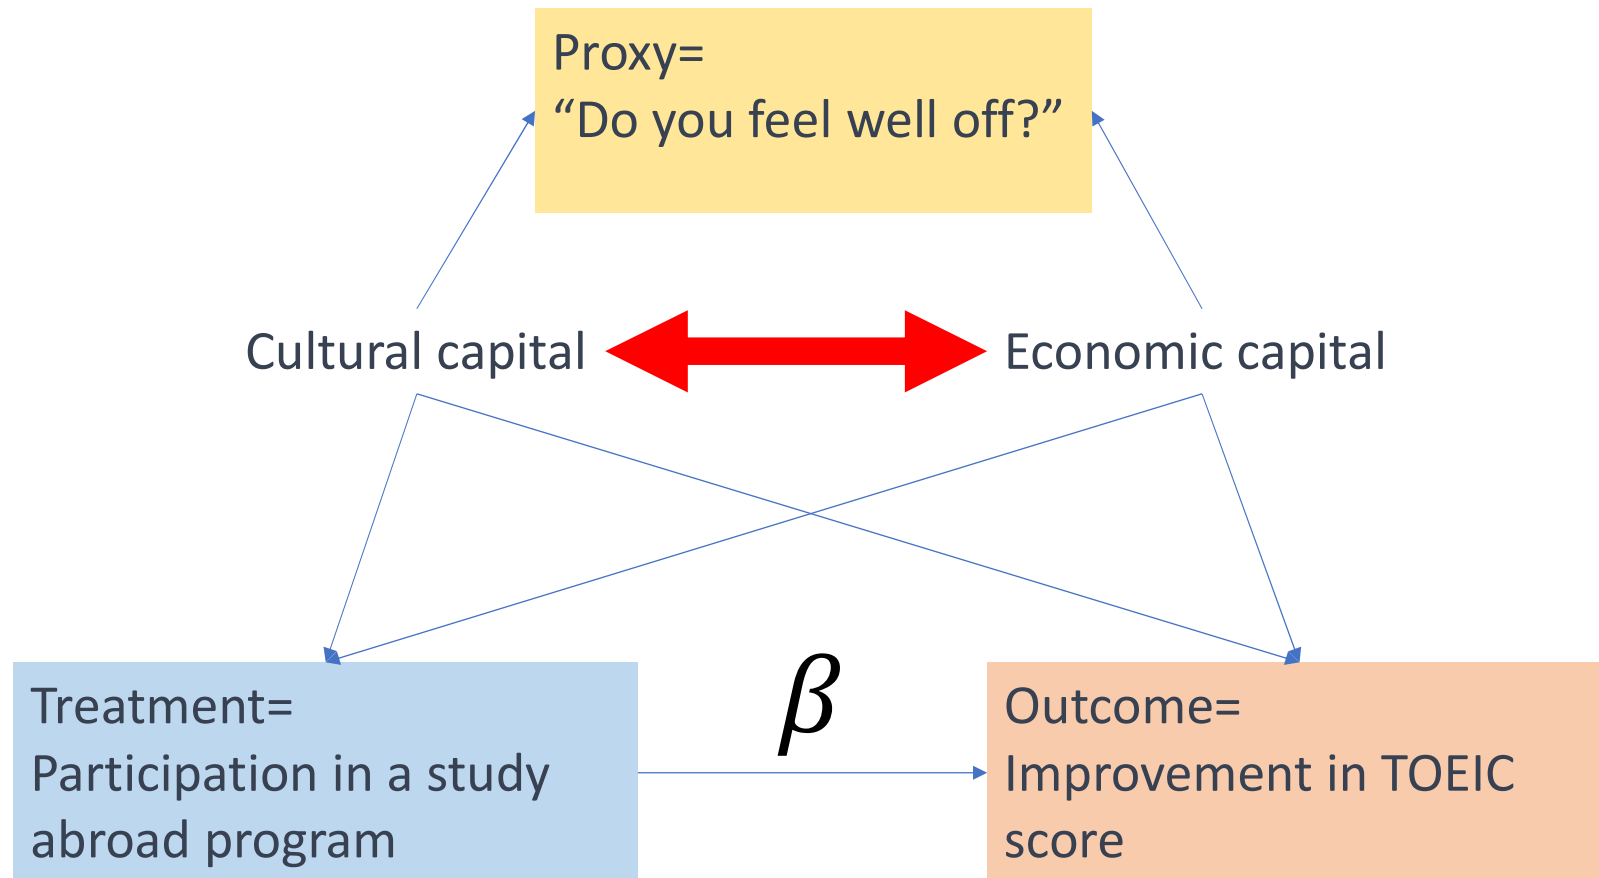 Proxy=
“Do you feel well off?”
Cultural capital
Economic capital
β
Treatment=
Participation in a study
abroad program
Outcome=
Improvement in TOEIC
score